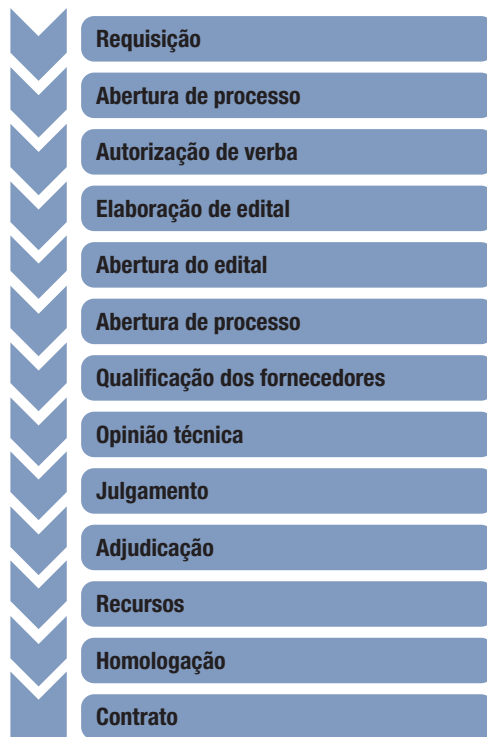 Requisição
Abertura de processo
Autorização de verba
Elaboração de edital
Abertura do edital
Abertura de processo
Qualificação dos fornecedores
Opinião técnica
Julgamento
Adjudicação
Recursos
Homologação
Contrato